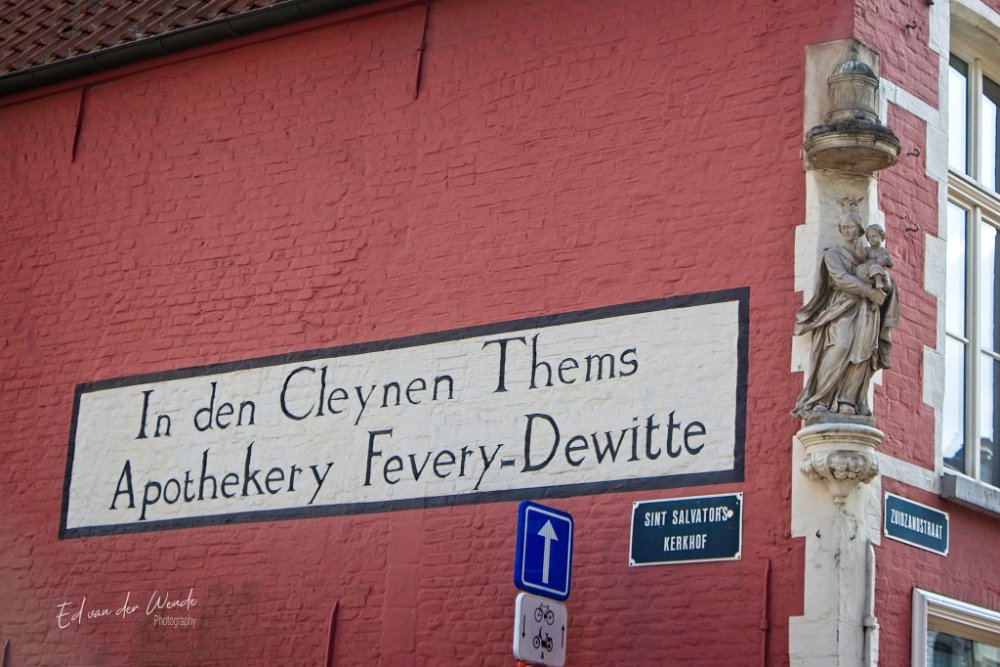 In den Cleynen Thems
Apothekery Fevery-Dewitte
SINT SALVATOR'S
KERKHOF
ZUIDZANDSTRAAT
A
Ed van der Wende
Photography